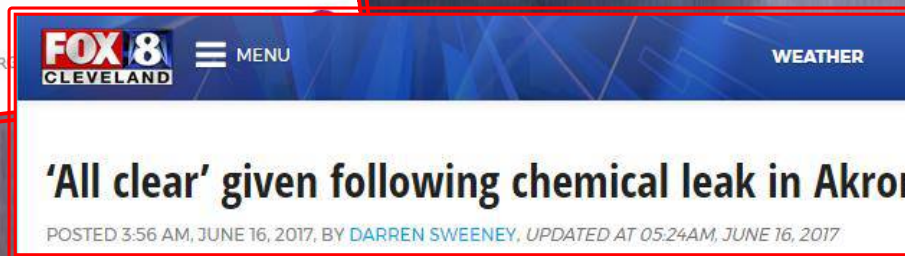 FOX 8
CLEVELAND
MENU
WEATHER
‘All clear’ given following chemical leak in Akron
POSTED 3:56 AM, JUNE 16, 2017, BY DARREN SWEENEY, UPDATED AT 05:24AM, JUNE 16, 2017